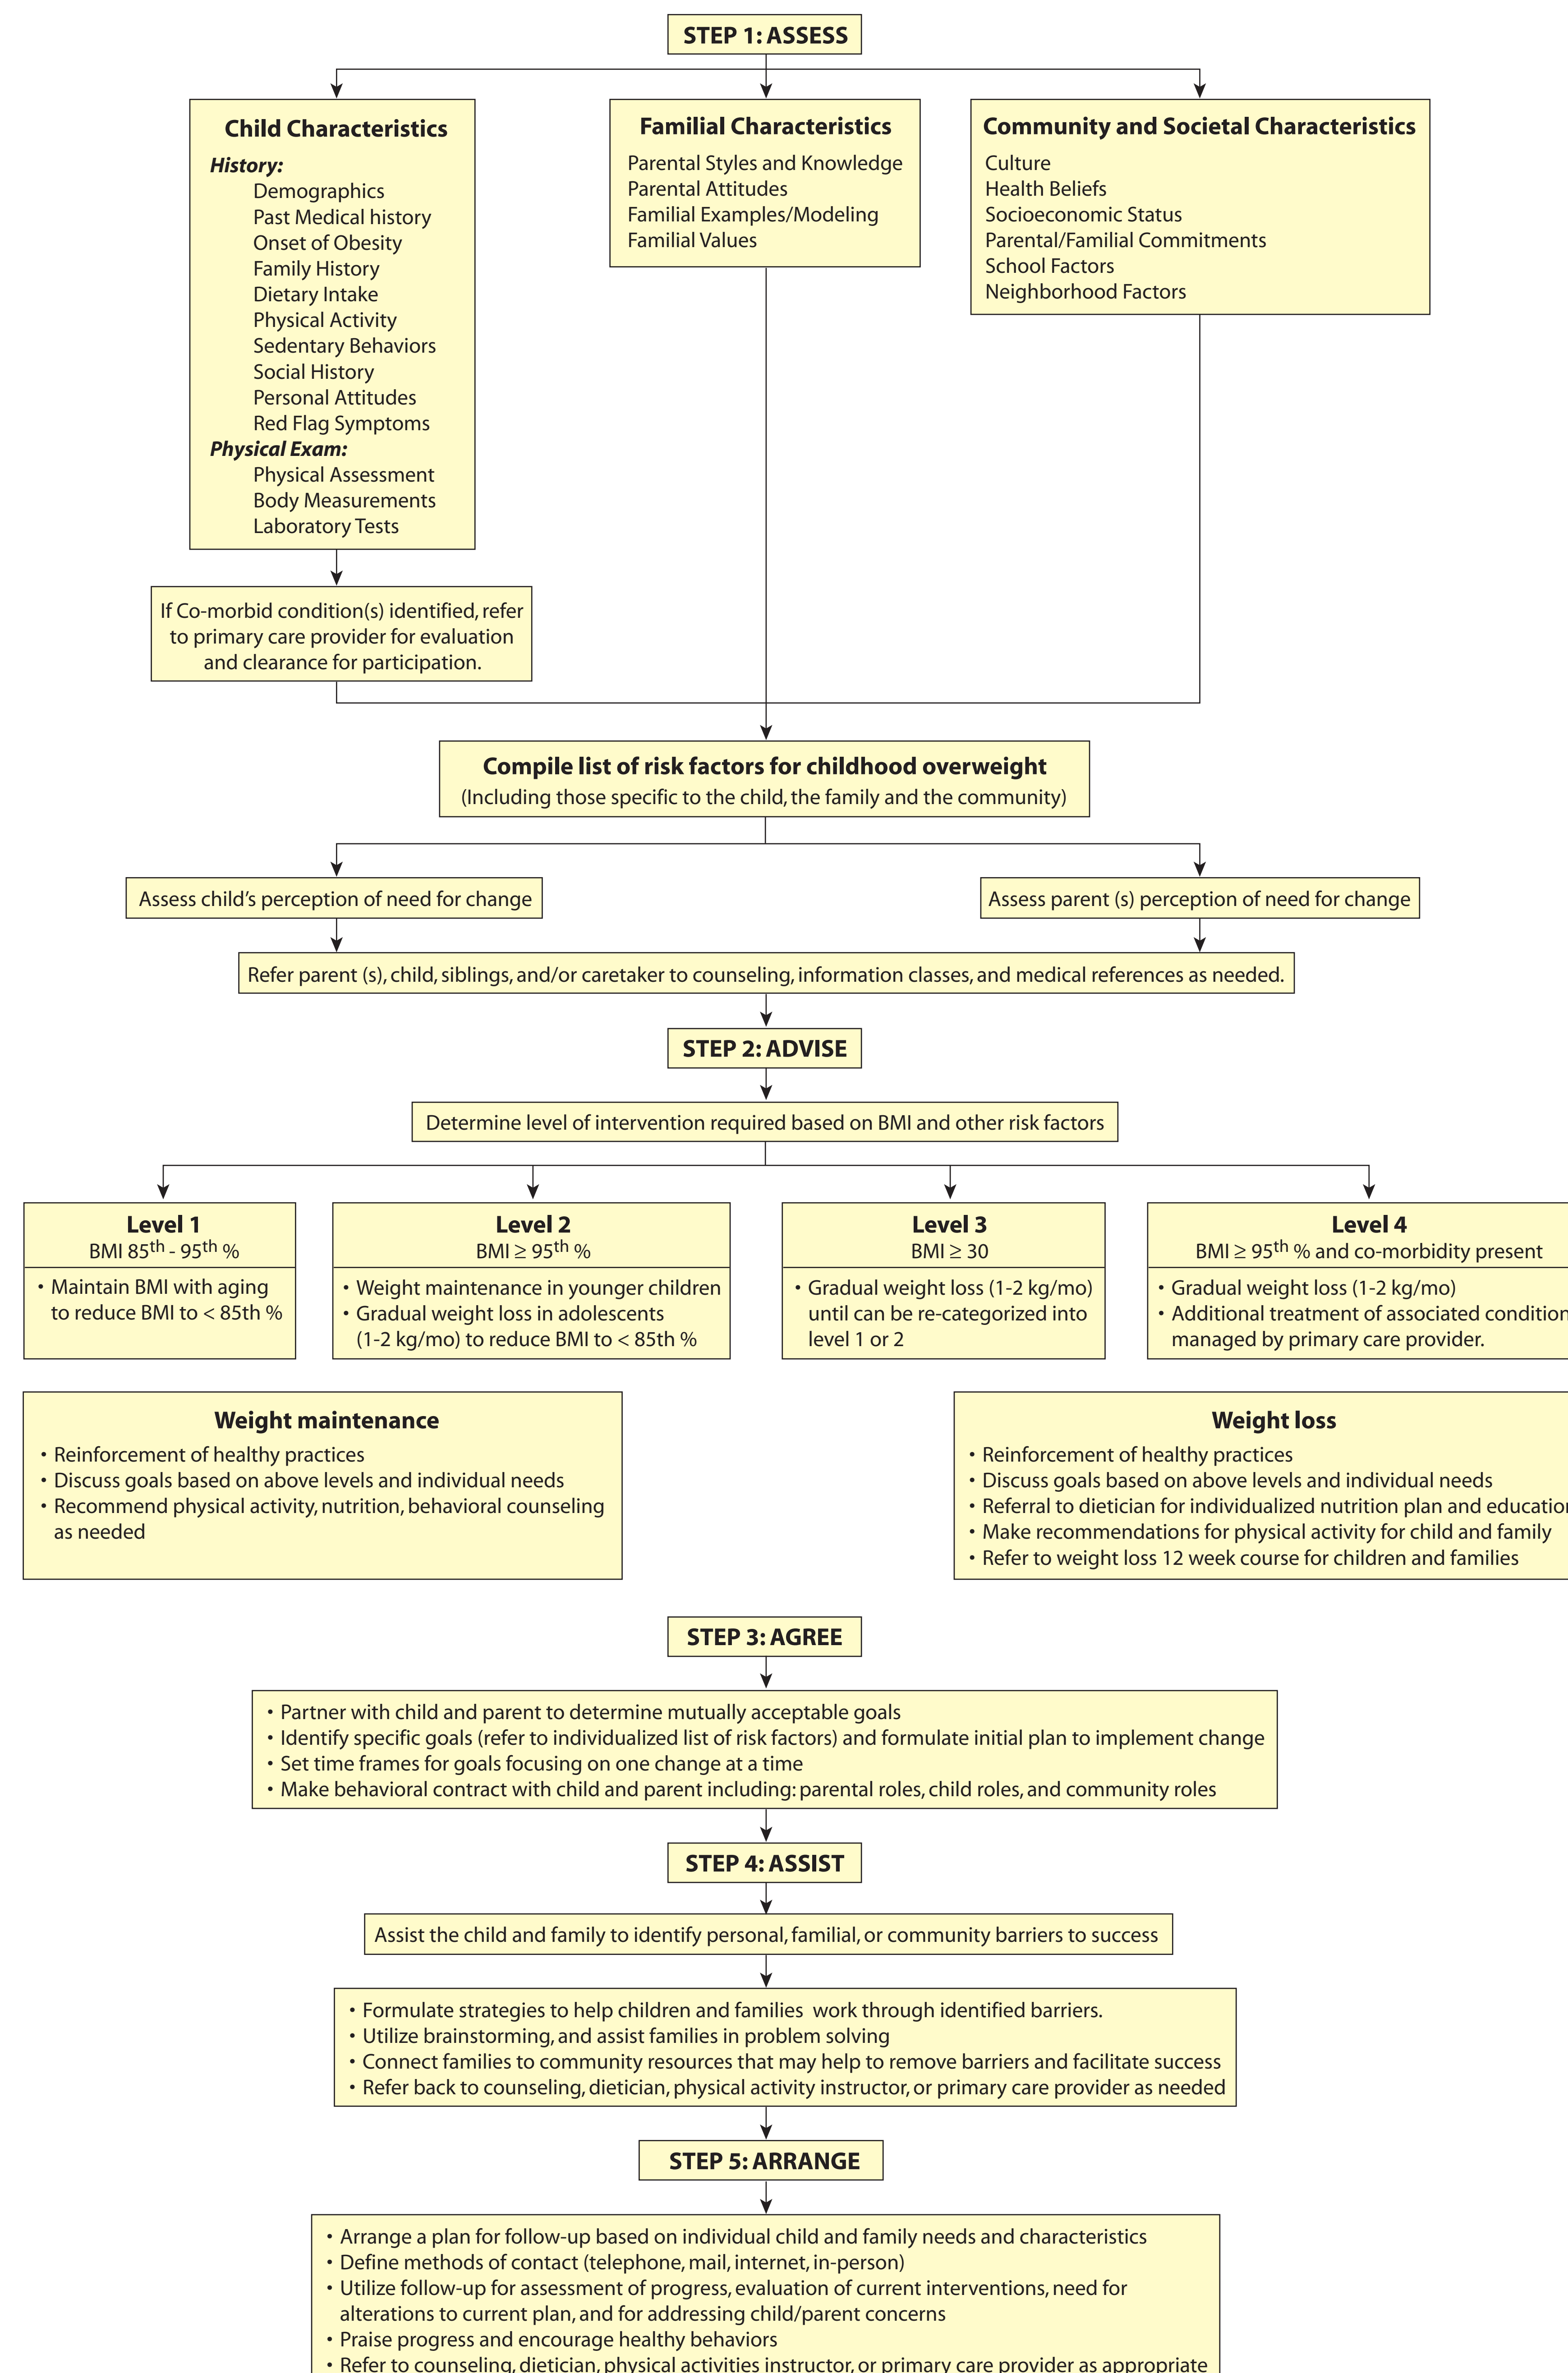 STEP 1: ASSESS
Child Characteristics
History:
Demographics
Past Medical history
Onset of Obesity
Family History
Dietary Intake
Physical Activity
Sedentary Behaviors
Social History
Personal Attitudes
Red Flag Symptoms
Physical Exam:
Physical Assessment
Body Measurements
Laboratory Tests
Familial Characteristics
Parental Styles and Knowledge
Parental Attitudes
Familial Examples/Modeling
Familial Values
Community and Societal Characteristics
Culture
Health Beliefs
Socioeconomic Status
Parental/Familial Commitments
School Factors
Neighborhood Factors
If Co-morbid condition(s) identified, refer
to primary care provider for evaluation
and clearance for participation.
Compile list of risk factors for childhood overweight
(Including those specific to the child, the family and the community)
Assess child's perception of need for change
Assess parent (s) perception of need for change
Refer parent (s), child, siblings, and/or caretaker to counseling, information classes, and medical references as needed.
STEP 2: ADVISE
Determine level of intervention required based on BMI and other risk factors
Level 1
BMI 85th - 95th %
• Maintain BMI with aging
to reduce BMI to < 85th %
Level 2
BMI ≥ 95th %
• Weight maintenance in younger children
• Gradual weight loss in adolescents
(1-2 kg/mo) to reduce BMI to < 85th %
Level 3
BMI ≥ 30
• Gradual weight loss (1-2 kg/mo)
until can be re-categorized into
level 1 or 2
Level 4
BMI ≥ 95th % and co-morbidity present
• Gradual weight loss (1-2 kg/mo)
• Additional treatment of associated condition
managed by primary care provider.
Weight maintenance
• Reinforcement of healthy practices
• Discuss goals based on above levels and individual needs
• Recommend physical activity, nutrition, behavioral counseling
as needed
Weight loss
• Reinforcement of healthy practices
• Discuss goals based on above levels and individual needs
• Referral to dietician for individualized nutrition plan and education
• Make recommendations for physical activity for child and family
• Refer to weight loss 12 week course for children and families
STEP 3: AGREE
• Partner with child and parent to determine mutually acceptable goals
• Identify specific goals (refer to individualized list of risk factors) and formulate initial plan to implement change
• Set time frames for goals focusing on one change at a time
• Make behavioral contract with child and parent including: parental roles, child roles, and community roles
STEP 4: ASSIST
Assist the child and family to identify personal, familial, or community barriers to success
• Formulate strategies to help children and families work through identified barriers.
• Utilize brainstorming, and assist families in problem solving
• Connect families to community resources that may help to remove barriers and facilitate success
• Refer back to counseling, dietician, physical activity instructor, or primary care provider as needed
STEP 5: ARRANGE
• Arrange a plan for follow-up based on individual child and family needs and characteristics
• Define methods of contact (telephone, mail, internet, in-person)
• Utilize follow-up for assessment of progress, evaluation of current interventions, need for
alterations to current plan, and for addressing child/parent concerns
• Praise progress and encourage healthy behaviors
• Refer to counseling, dietician, physical activities instructor, or primary care provider as appropriate